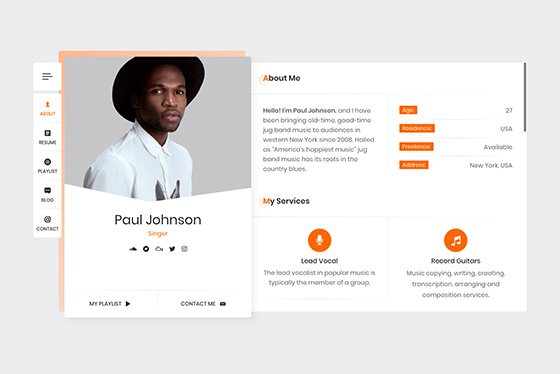 ABOUT
RESUME
PLAYLIST
BLOG
CONTACT
Paul Johnson
Singer
MY PLAYLIST
CONTACT ME
About Me
Hello! I'm Paul Johnson, and I have
been bringing old-time, good-time
jug band music to audiences in
western New York since 2008. Hailed
as "America's happiest music" jug
band music has its roots in the
country blues.
Age: 27
Residence: USA
Freelance: Available
Address: New York, USA
My Services
Lead Vocal
The lead vocalist in popular music is
typically the member of a group.
Record Guitars
Music copying, writing, creating,
transcription, arranging and
composition services.